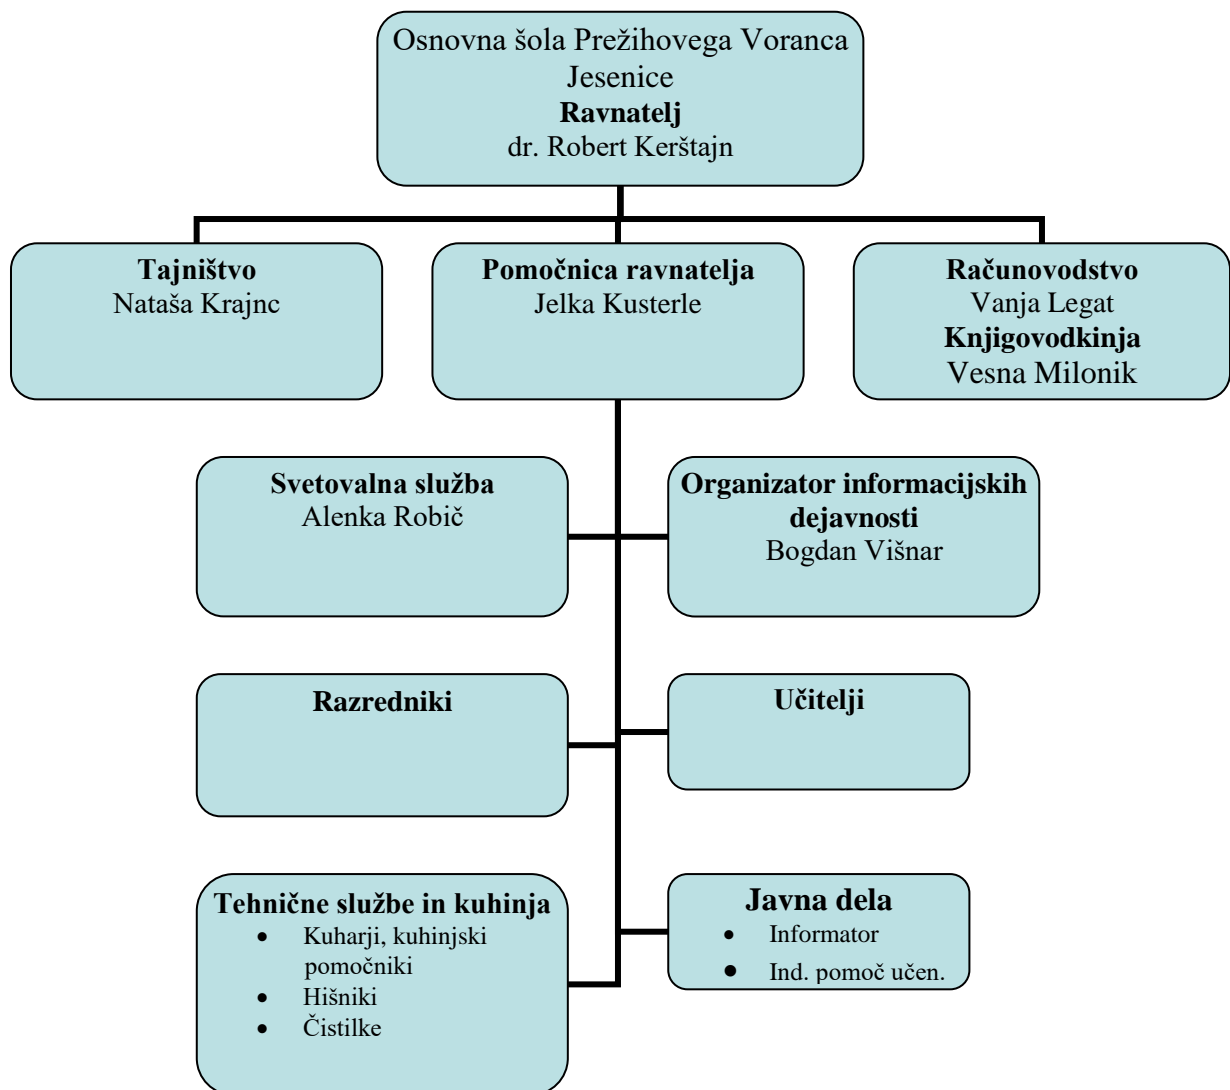 Osnovna šola Prežihovega Voranca
Jesenice
Ravnatelj
dr. Robert Kerštajn
Tajništvo
Nataša Krajnc
Pomočnica ravnatelja
Jelka Kusterle
Računovodstvo
Vanja Legat
Knjigovodkinja
Vesna Milonik
Svetovalna služba
Alenka Robič
Organizator informacijskih
dejavnosti
Bogdan Višnar
Razredniki
Učitelji
Tehnične službe in kuhinja
• Kuharji, kuhinjski
pomočniki
• Hišniki
• Čistilke
Javna dela
• Informator
• Ind. pomoč učen.